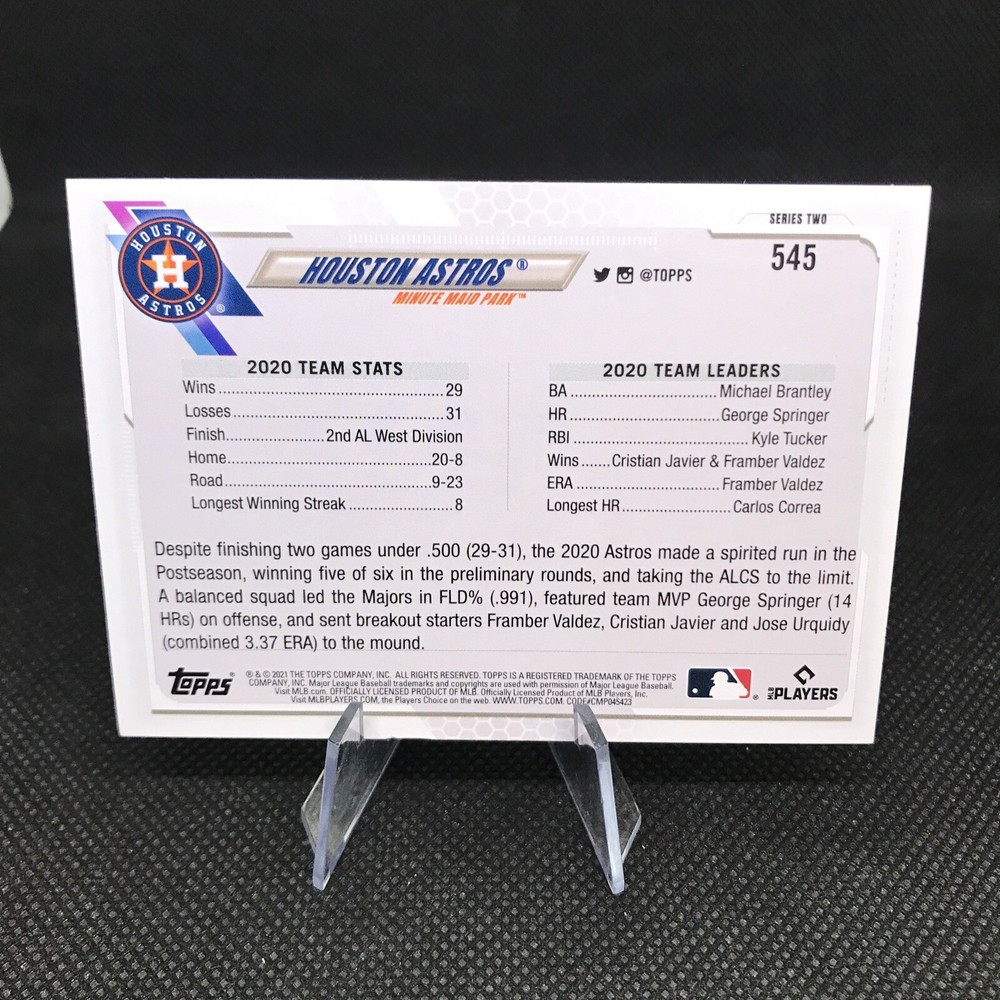 SERIES TWO
545
HOUSTON
ASTROS ®
HOUSTON ASTROS ®
MINUTE MAID PARK™
@TOPPS
2020 TEAM STATS
Wins..........29
Losses..........31
Finish..........2nd AL West Division
Home..........20-8
Road..........9-23
Longest Winning Streak..........8
2020 TEAM LEADERS
BA..........Michael Brantley
HR..........George Springer
RBI..........Kyle Tucker
Wins.......Cristian Javier & Framber Valdez
ERA..........Framber Valdez
Longest HR..........Carlos Correa
Despite finishing two games under .500 (29-31), the 2020 Astros made a spirited run in the
Postseason, winning five of six in the preliminary rounds, and taking the ALCS to the limit.
A balanced squad led the Majors in FLD% (.991), featured team MVP George Springer (14
HRs) on offense, and sent breakout starters Framber Valdez, Cristian Javier and Jose Urquidy
(combined 3.37 ERA) to the mound.
topps®
® & © 2021 THE TOPPS COMPANY, INC. ALL RIGHTS RESERVED. TOPPS IS A REGISTERED TRADEMARK OF THE TOPPS
COMPANY, INC. Major League Baseball trademarks and copyrights are used with permission of Major League Baseball.
Visit MLB.com. OFFICIALLY LICENSED PRODUCT OF MLB. Officially Licensed Product of MLB Players, Inc.
Visit MLBPLAYERS.COM, the Players Choice on the web. WWW.TOPPS.COM. CODE#CMP045423
®
MLB PLAYERS